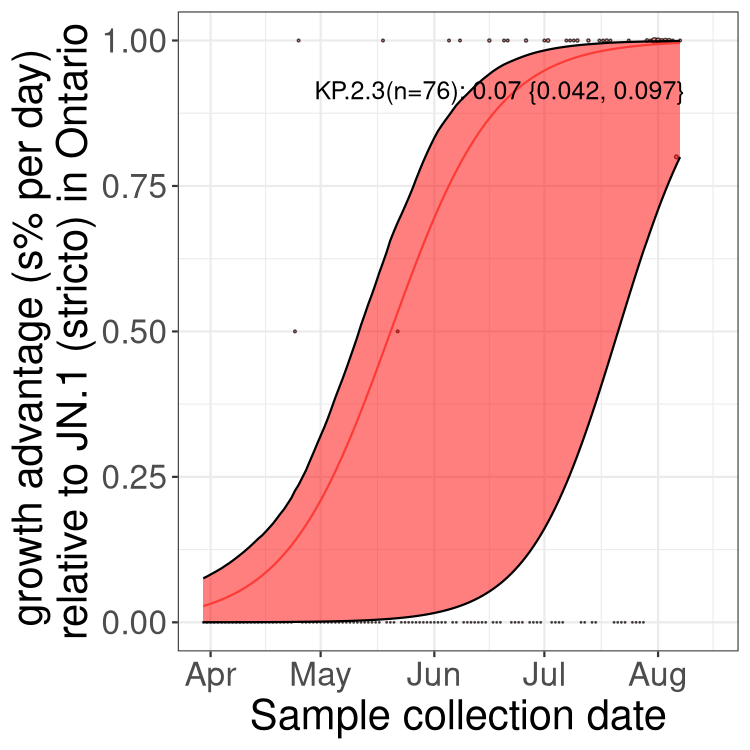 growth advantage (s% per day)
relative to JN.1 (stricto) in Ontario
1.00
0.75
0.50
0.25
0.00
KP.2.3(n=76): 0.07 {0.042, 0.097}
Apr May Jun Jul Aug
Sample collection date